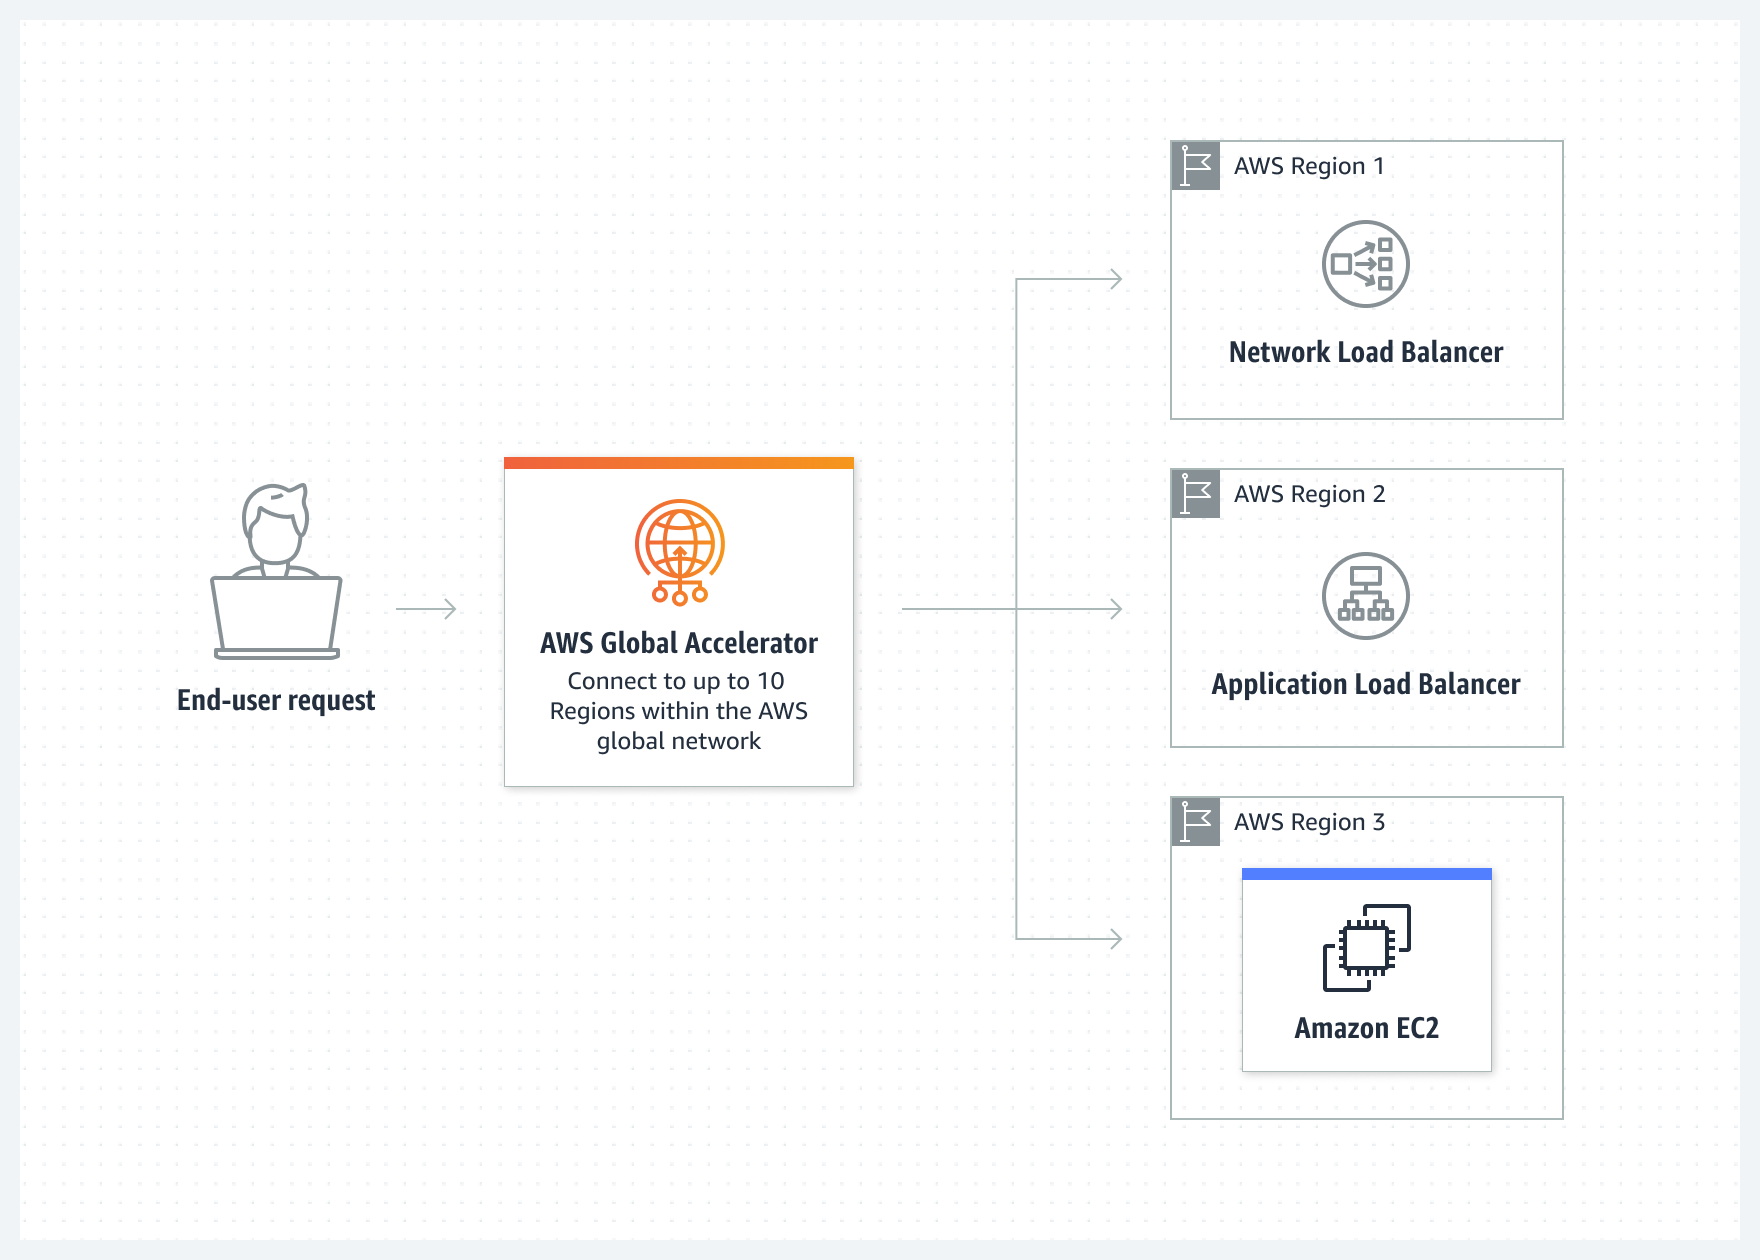 End-user request
AWS Global Accelerator
Connect to up to 10
Regions within the AWS
global network
AWS Region 1
Network Load Balancer
AWS Region 2
Application Load Balancer
AWS Region 3
Amazon EC2